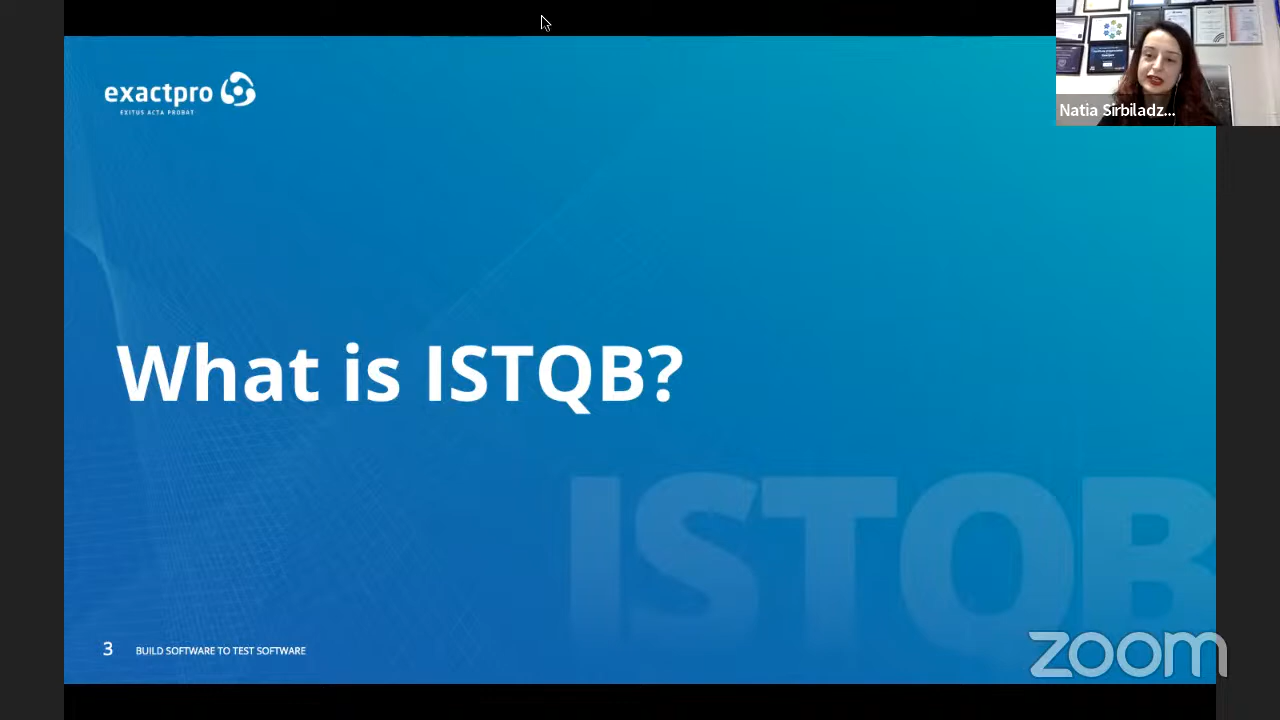 exactpro
EXITUS ACTA PROBAT
Natia Sirbiladz...
What is ISTQB?
ISTQB
3
BUILD SOFTWARE TO TEST SOFTWARE
zoom